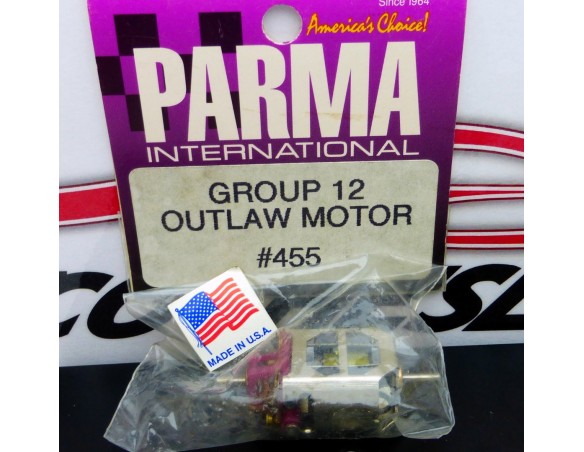 Since 1964
America's Choice!
PARMA
INTERNATIONAL
GROUP 12
OUTLAW MOTOR
#455
MADE IN U.S.A.